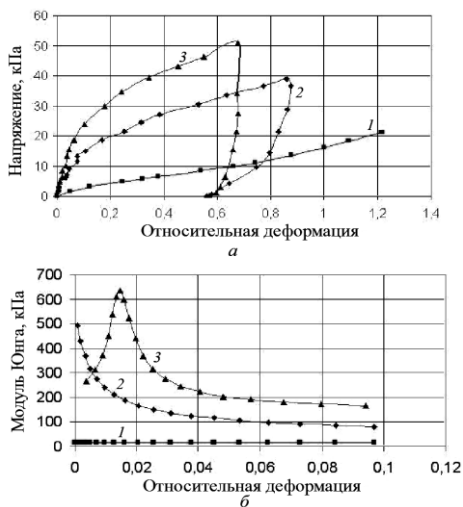 60
50
40
30
20
10
0
Напряжение, кПа
3
2
1
0,0 0,2 0,4 0,6 0,8 1,0 1,2 1,4
Относительная деформация
а
700
600
500
400
300
200
100
0
Модуль Юнга, кПа
3
2
1
0 0,02 0,04 0,06 0,08 0,1 0,12
Относительная деформация
б